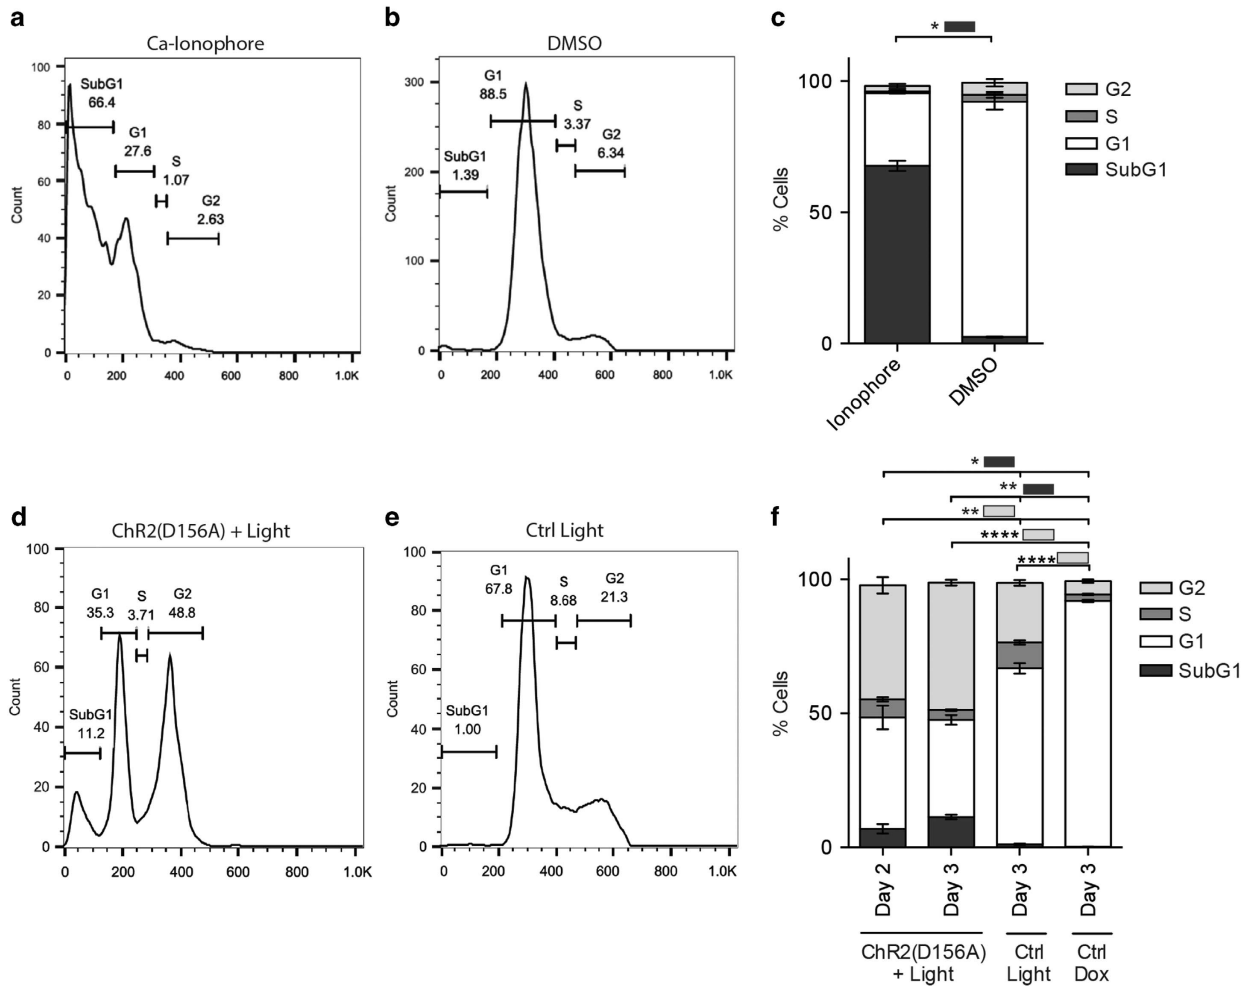 a
Ca-Ionophore
100
80
60
40
20
0
Count
SubG1
66.4
G1
27.6
S
1.07
G2
2.63
0 200 400 600 800 1.0K
b
DMSO
300
200
100
0
Count
G1
88.5
S
3.37
G2
6.34
SubG1
1.39
0 200 400 600 800 1.0K
c
*
100
50
0
% Cells
G2
S
G1
SubG1
Ionophore
DMSO
d
ChR2(D156A) + Light
100
80
60
40
20
0
Count
G1
35.3
S
3.71
G2
48.8
SubG1
11.2
0 200 400 600 800 1.0K
e
Ctrl Light
100
80
60
40
20
0
Count
G1
67.8
S
8.68
G2
21.3
SubG1
1.00
0 200 400 600 800 1.0K
f
*
**
**
****
****
100
50
0
% Cells
G2
S
G1
SubG1
Day 2
Day 3
Day 3
Day 3
ChR2(D156A)
+ Light
Ctrl
Light
Ctrl
Dox